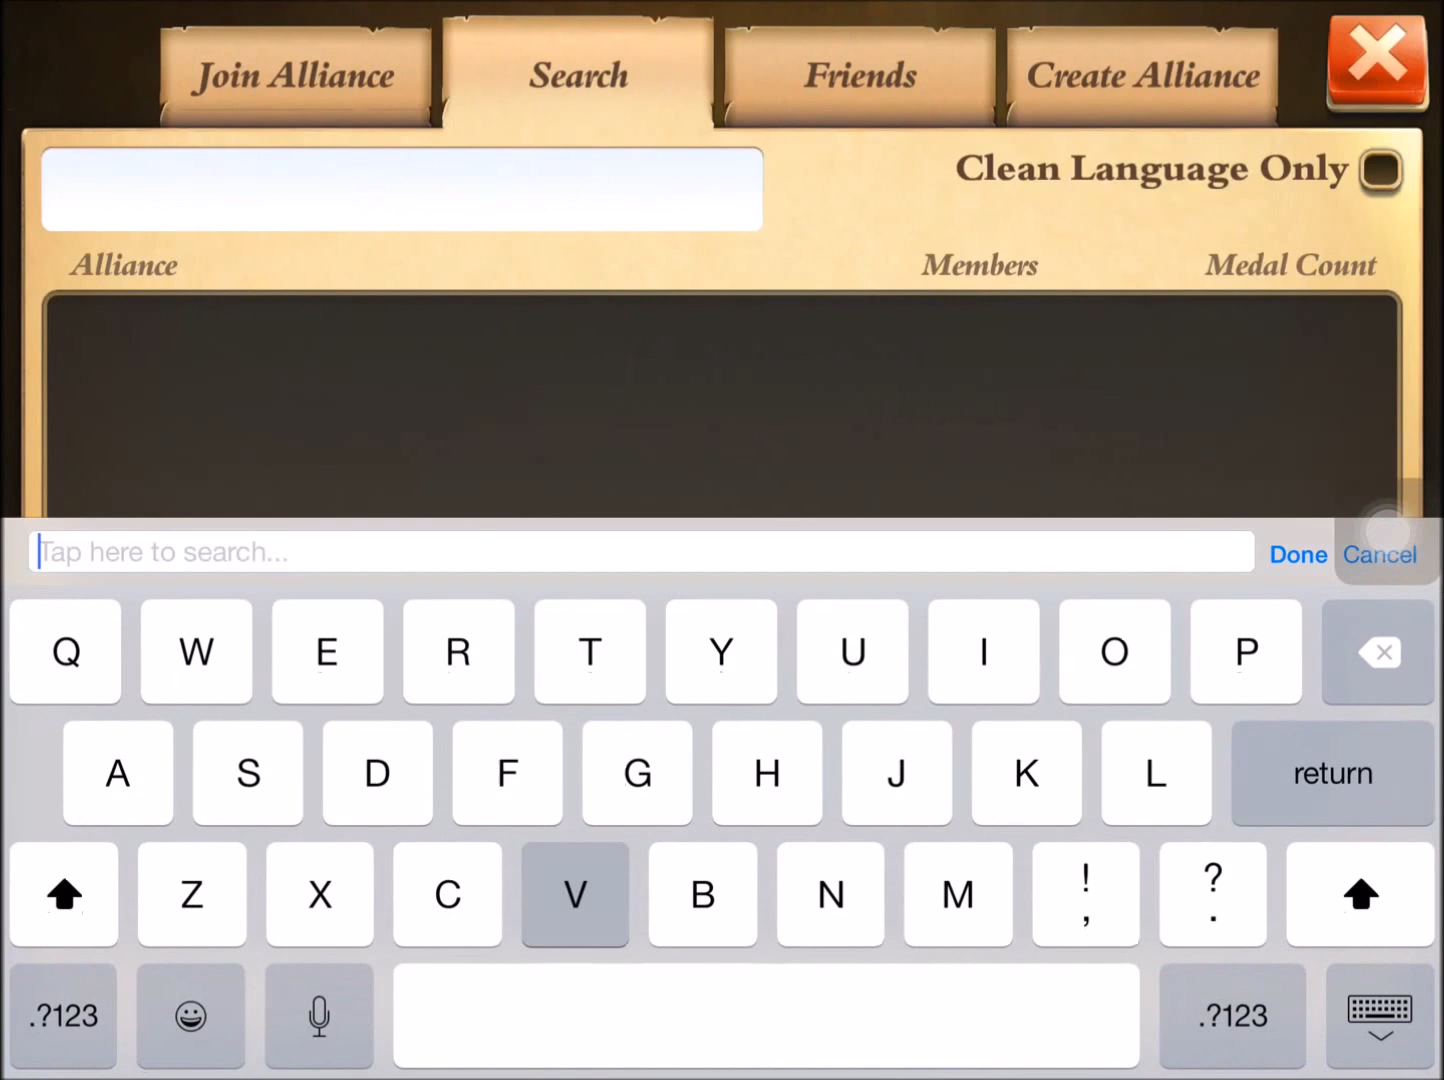 Join Alliance
Search
Friends
Create Alliance
Clean Language Only
Alliance
Members
Medal Count
Tap here to search...
Done
Cancel
Q W E R T Y U I O P
A S D F G H J K L return
Z X C V B N M ! , ? .
.?123
.?123